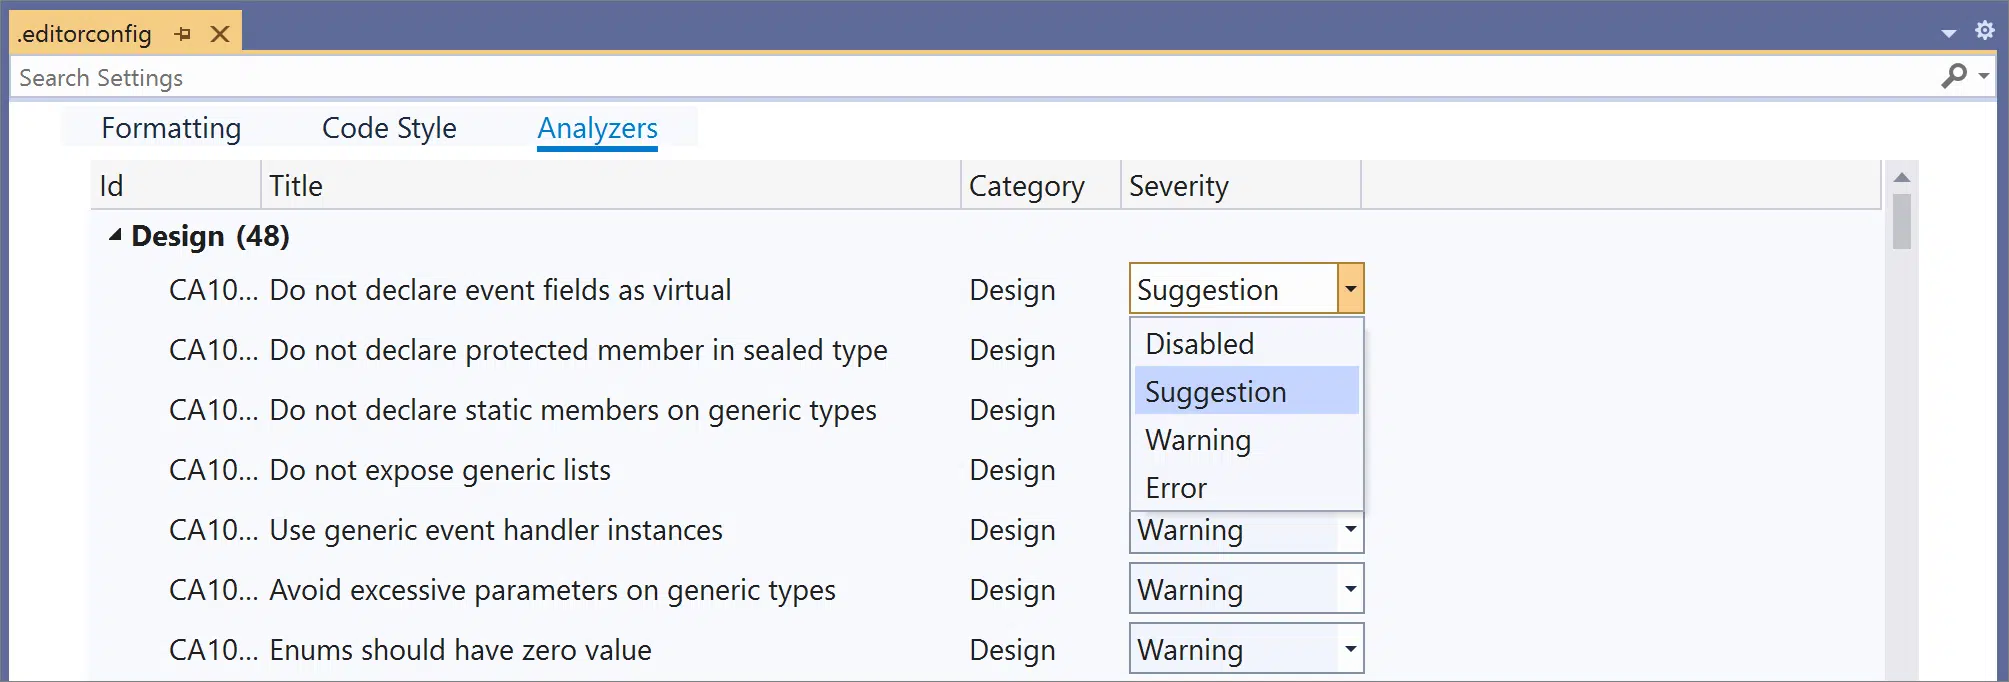 .editorconfig
Search Settings
Formatting Code Style Analyzers
Id Title Category Severity
Design (48)
CA10... Do not declare event fields as virtual Design Suggestion
Disabled
CA10... Do not declare protected member in sealed type Design
Suggestion
CA10... Do not declare static members on generic types Design
Warning
CA10... Do not expose generic lists Design
Error
CA10... Use generic event handler instances Design Warning
CA10... Avoid excessive parameters on generic types Design Warning
CA10... Enums should have zero value Design Warning